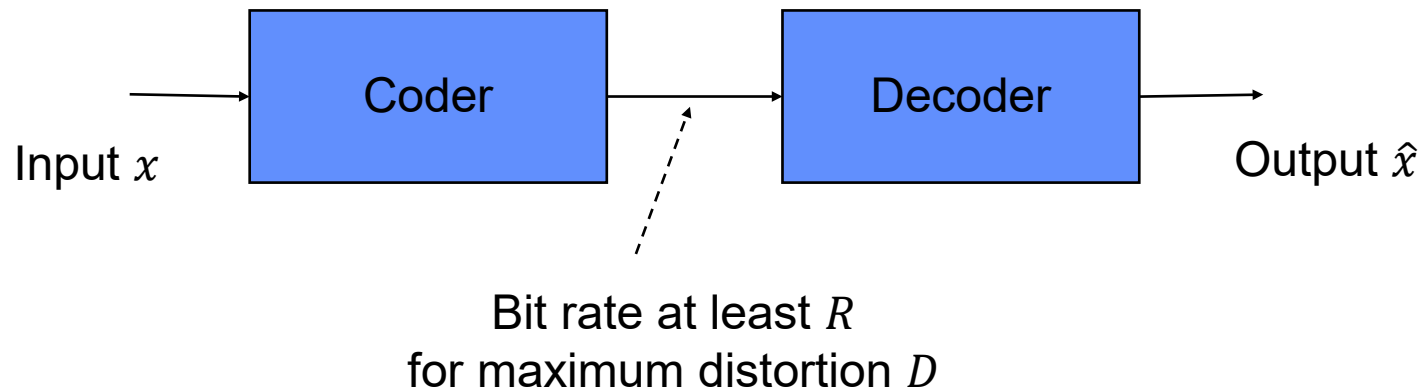 Coder
Decoder
Input x
Output x̂
Bit rate at least R
for maximum distortion D